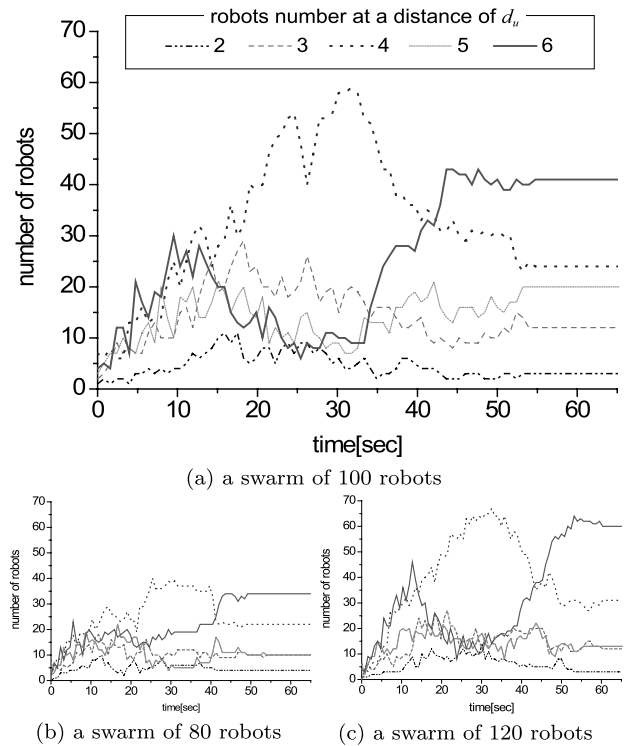 robots number at a distance of d_u
2 3 4 5 6
70
60
50
40
30
20
10
0
number of robots
0 10 20 30 40 50 60
time[sec]
(a) a swarm of 100 robots
70
60
50
40
30
20
10
0
number of robots
0 10 20 30 40 50 60
time[sec]
(b) a swarm of 80 robots
70
60
50
40
30
20
10
0
number of robots
0 10 20 30 40 50 60
time[sec]
(c) a swarm of 120 robots